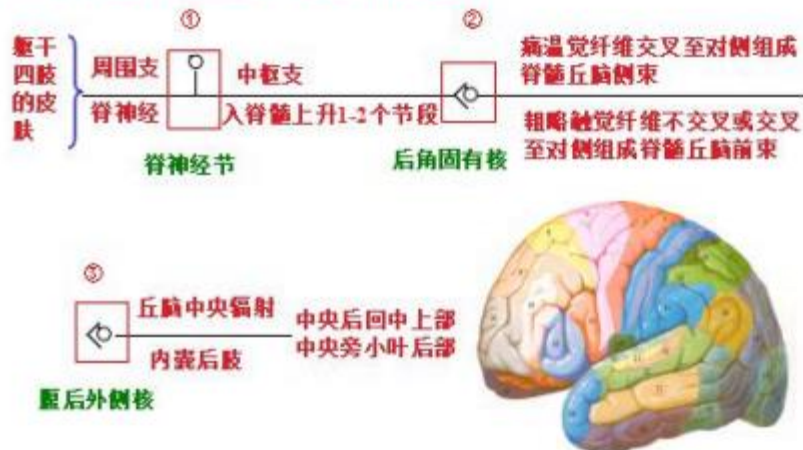 ①
②
躯干
四肢
的皮
肤
周围支
脊神经
中枢支
入脊髓上升1-2个节段
痛温觉纤维交叉至对侧组成
脊髓丘脑侧束
粗略触觉纤维不交叉或交叉
至对侧组成脊髓丘脑前束
脊神经节
后角固有核
③
丘脑中央辐射
内囊后肢
中央后回中上部
中央旁小叶后部
腹后外侧核